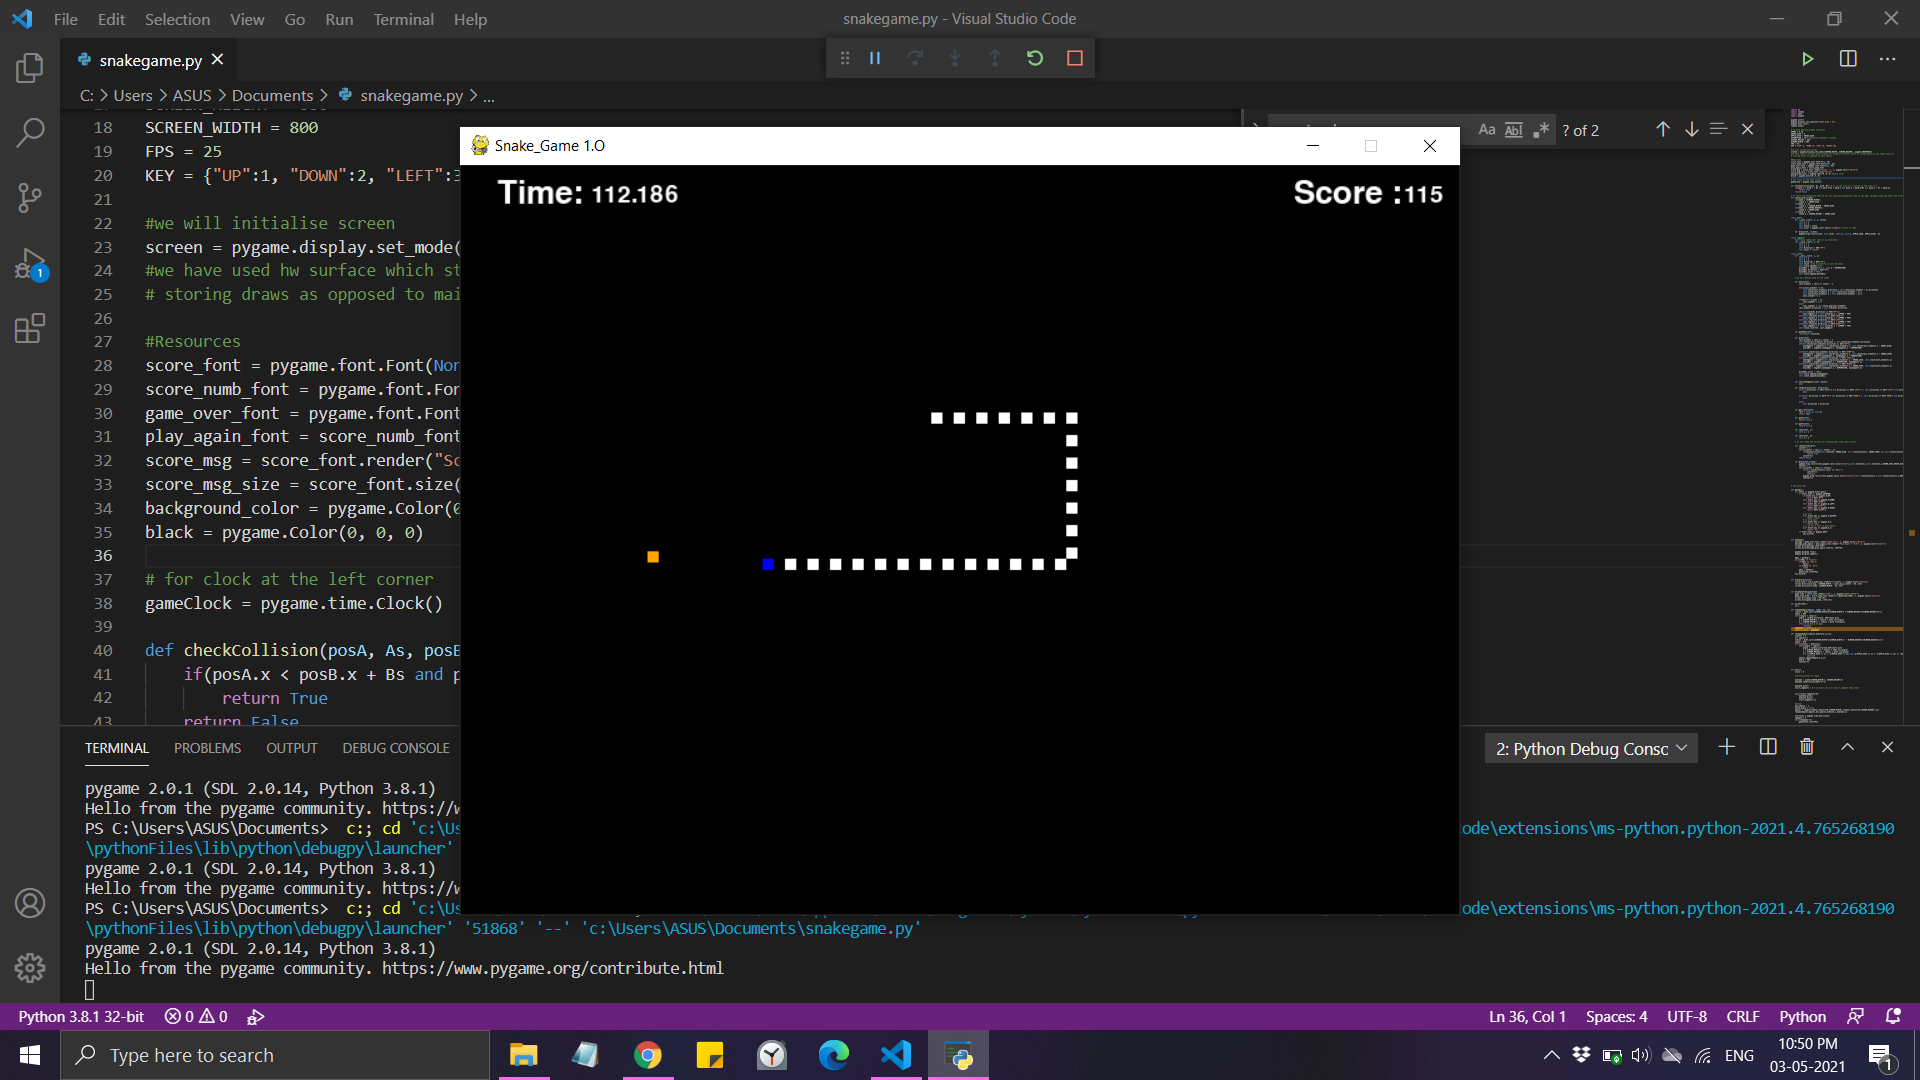 File Edit Selection View Go Run Terminal Help
snakegame.py - Visual Studio Code
snakegame.py
C: > Users > ASUS > Documents > snakegame.py > ...
Aa Abl .* ? of 2
18 SCREEN_WIDTH = 800
19 FPS = 25
20 KEY = {"UP":1, "DOWN":2, "LEFT":3
21
22 #we will initialise screen
23 screen = pygame.display.set_mode(
24 #we have used hw surface which st
25 # storing draws as opposed to mai
26
27 #Resources
28 score_font = pygame.font.Font(Non
29 score_numb_font = pygame.font.Fon
30 game_over_font = pygame.font.Font
31 play_again_font = score_numb_font
32 score_msg = score_font.render("Sc
33 score_msg_size = score_font.size(
34 background_color = pygame.Color(0
35 black = pygame.Color(0, 0, 0)
36
37 # for clock at the left corner
38 gameClock = pygame.time.Clock()
39
40 def checkCollision(posA, As, posB
41 if(posA.x < posB.x + Bs and p
42 return True
43 return False
Snake_Game 1.O
Time: 112.186
Score :115
TERMINAL PROBLEMS OUTPUT DEBUG CONSOLE
2: Python Debug Consc
pygame 2.0.1 (SDL 2.0.14, Python 3.8.1)
Hello from the pygame community. https://w
PS C:\Users\ASUS\Documents> c:; cd 'c:\Us ode\extensions\ms-python.python-2021.4.765268190
\pythonFiles\lib\python\debugpy\launcher'
pygame 2.0.1 (SDL 2.0.14, Python 3.8.1)
Hello from the pygame community. https://w
PS C:\Users\ASUS\Documents> c:; cd 'c:\Us ode\extensions\ms-python.python-2021.4.765268190
\pythonFiles\lib\python\debugpy\launcher' '51868' '--' 'c:\Users\ASUS\Documents\snakegame.py'
pygame 2.0.1 (SDL 2.0.14, Python 3.8.1)
Hello from the pygame community. https://www.pygame.org/contribute.html
Python 3.8.1 32-bit 0 0
Ln 36, Col 1 Spaces: 4 UTF-8 CRLF Python
Type here to search
ENG
10:50 PM
03-05-2021
1
1